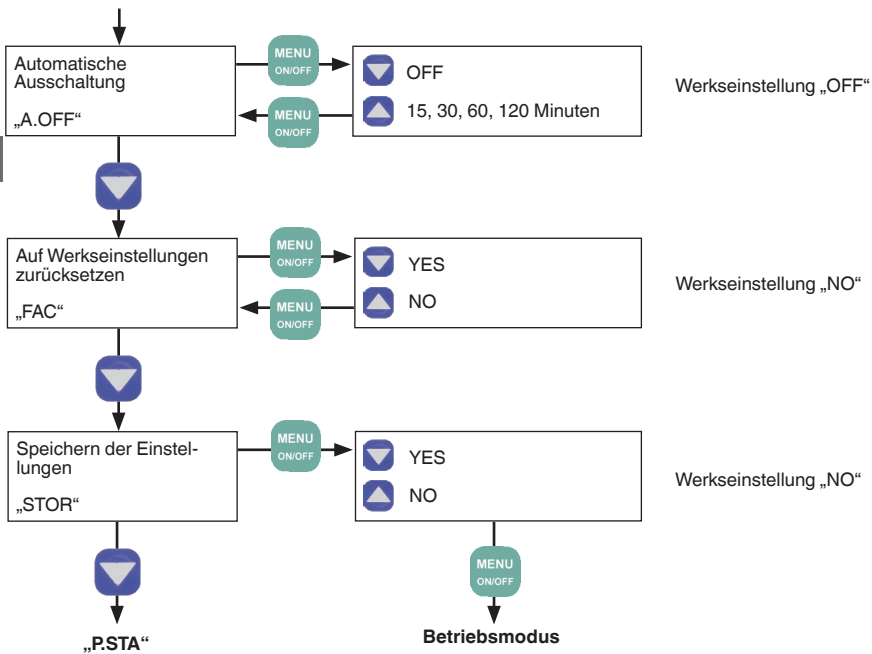 Automatische
Ausschaltung
„A.OFF“
MENU
ON/OFF
MENU
ON/OFF
OFF
15, 30, 60, 120 Minuten
Werkseinstellung „OFF“
Auf Werkseinstellungen
zurücksetzen
„FAC“
MENU
ON/OFF
MENU
ON/OFF
YES
NO
Werkseinstellung „NO“
Speichern der Einstel-
lungen
„STOR“
MENU
ON/OFF
YES
NO
Werkseinstellung „NO“
MENU
ON/OFF
„P.STA“
Betriebsmodus